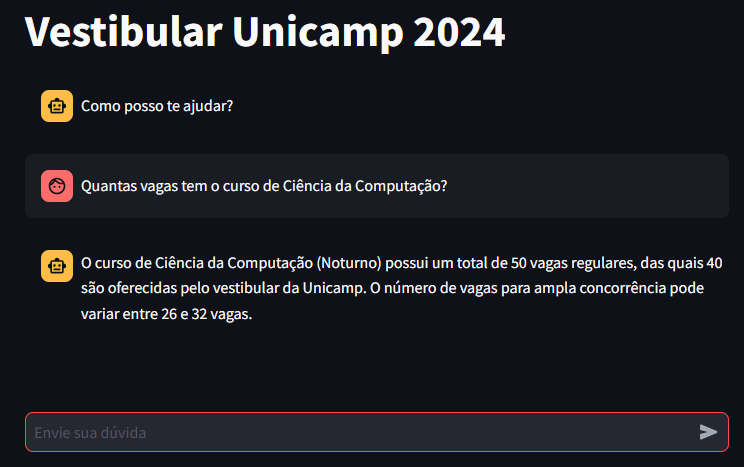 Vestibular Unicamp 2024
Como posso te ajudar?
Quantas vagas tem o curso de Ciência da Computação?
O curso de Ciência da Computação (Noturno) possui um total de 50 vagas regulares, das quais 40
são oferecidas pelo vestibular da Unicamp. O número de vagas para ampla concorrência pode
variar entre 26 e 32 vagas.
Envie sua dúvida